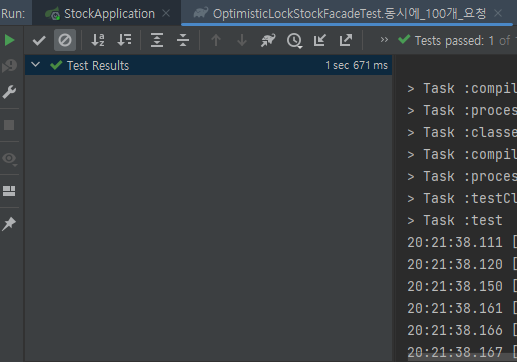 Run: StockApplication × OptimisticLockStockFacadeTest.동시에_100개_요청 ×
» Tests passed: 1 of
Test Results 1 sec 671 ms
> Task :compil
> Task :proces
> Task :classe
> Task :compil
> Task :proces
> Task :testCl
> Task :test
20:21:38.111 [
20:21:38.120 [
20:21:38.150 [
20:21:38.161 [
20:21:38.166 [
20:21:38.167 [